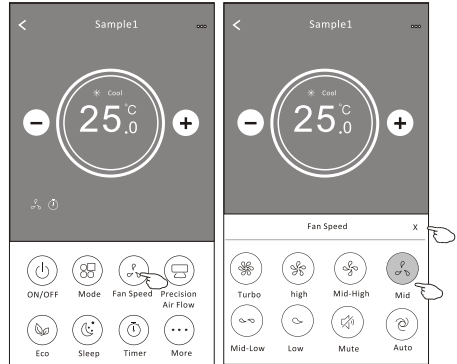 Sample1
Cool
25.0°C
ON/OFF
Mode
Fan Speed
Precision
Air Flow
Eco
Sleep
Timer
More
Sample1
Cool
25.0°C
Fan Speed
X
Turbo
high
Mid-High
Mid
Mid-Low
Low
Mute
Auto